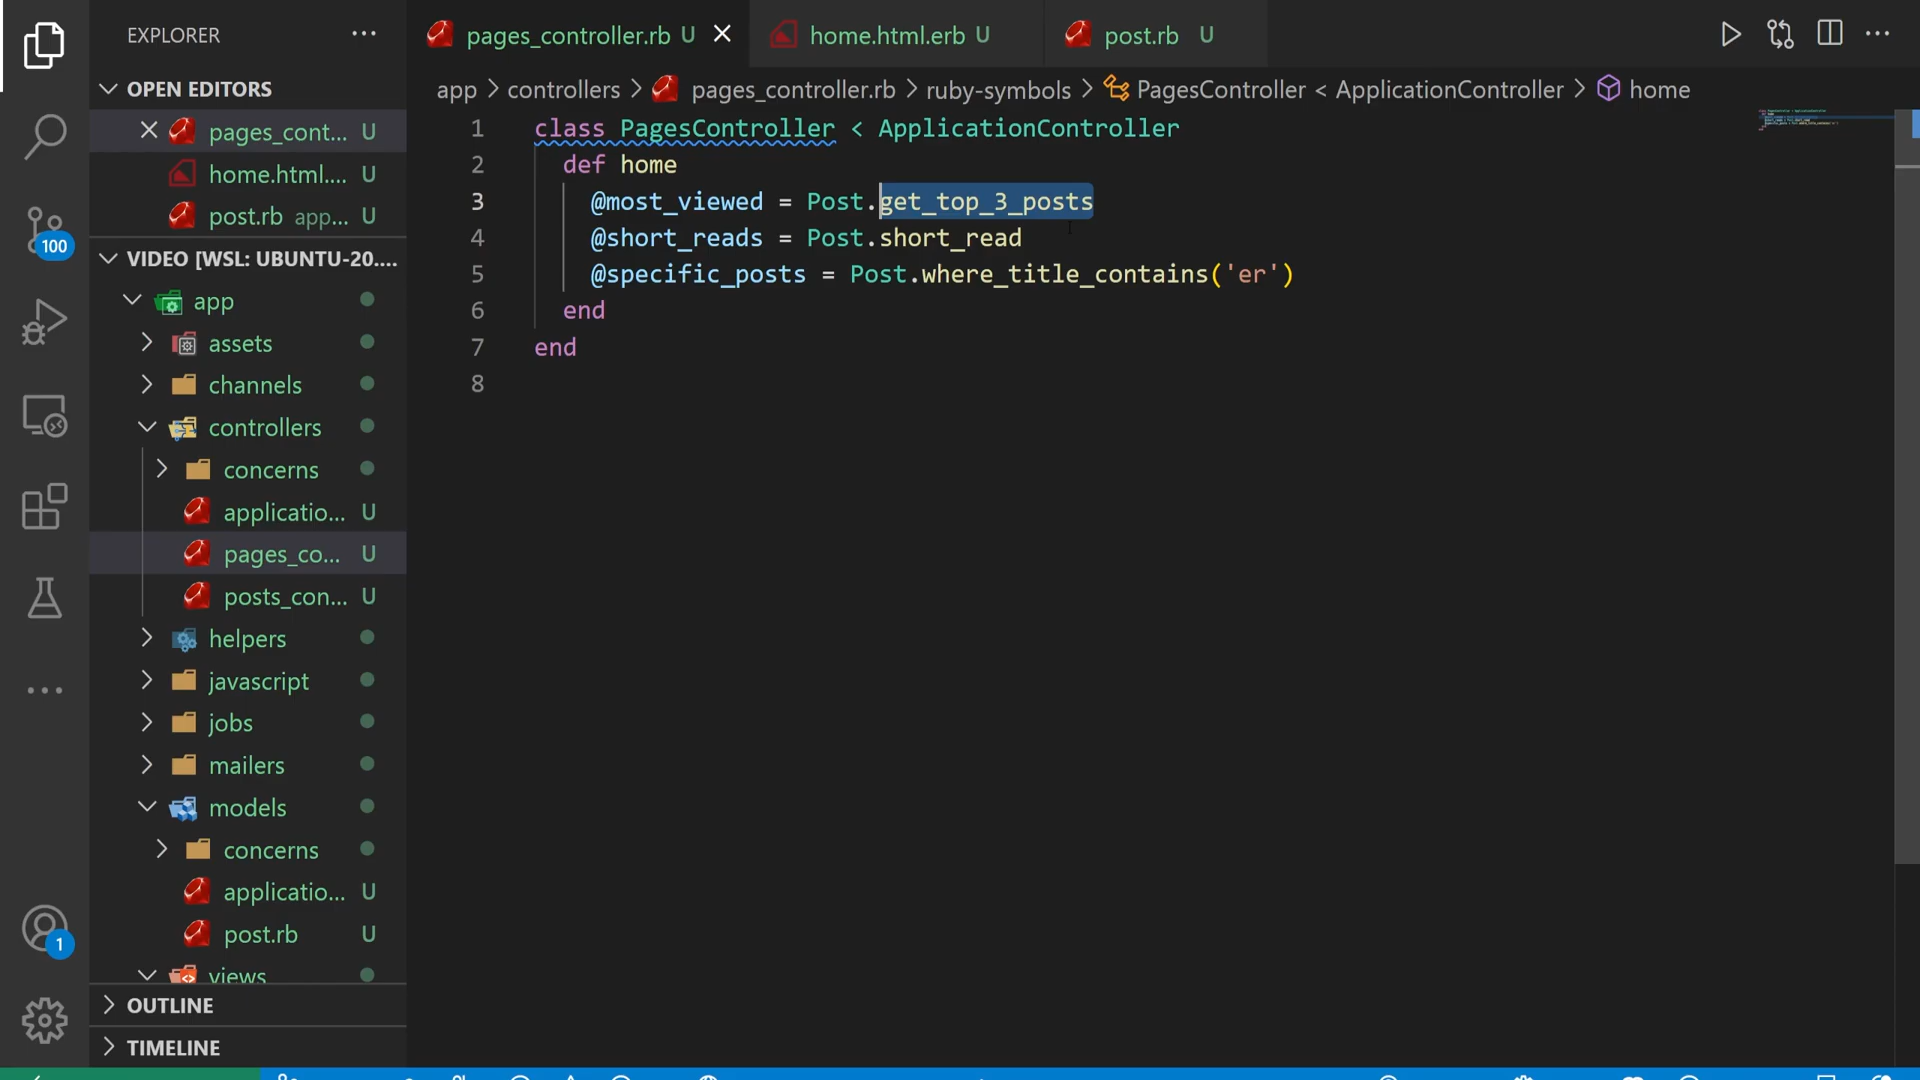 EXPLORER
pages_controller.rb U
home.html.erb U
post.rb U
OPEN EDITORS
pages_cont... U
home.html.... U
post.rb app... U
100
VIDEO [WSL: UBUNTU-20....
app
assets
channels
controllers
concerns
applicatio... U
pages_co... U
posts_con... U
helpers
javascript
jobs
mailers
models
concerns
applicatio... U
post.rb U
views
1
OUTLINE
TIMELINE
app > controllers > pages_controller.rb > ruby-symbols > PagesController < ApplicationController > home
1 class PagesController < ApplicationController
2 def home
3 @most_viewed = Post.get_top_3_posts
4 @short_reads = Post.short_read
5 @specific_posts = Post.where_title_contains('er')
6 end
7 end
8